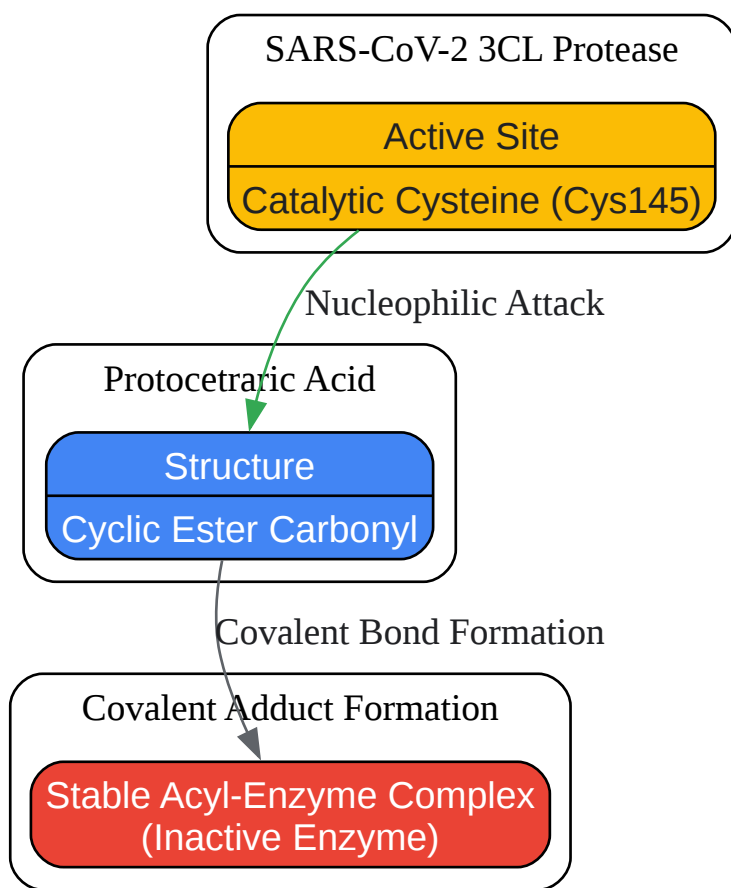 SARS-CoV-2 3CL Protease
Active Site
Catalytic Cysteine (Cys145)
Nucleophilic Attack
Protocetraric Acid
Structure
Cyclic Ester Carbonyl
Covalent Bond Formation
Covalent Adduct Formation
Stable Acyl-Enzyme Complex
(Inactive Enzyme)